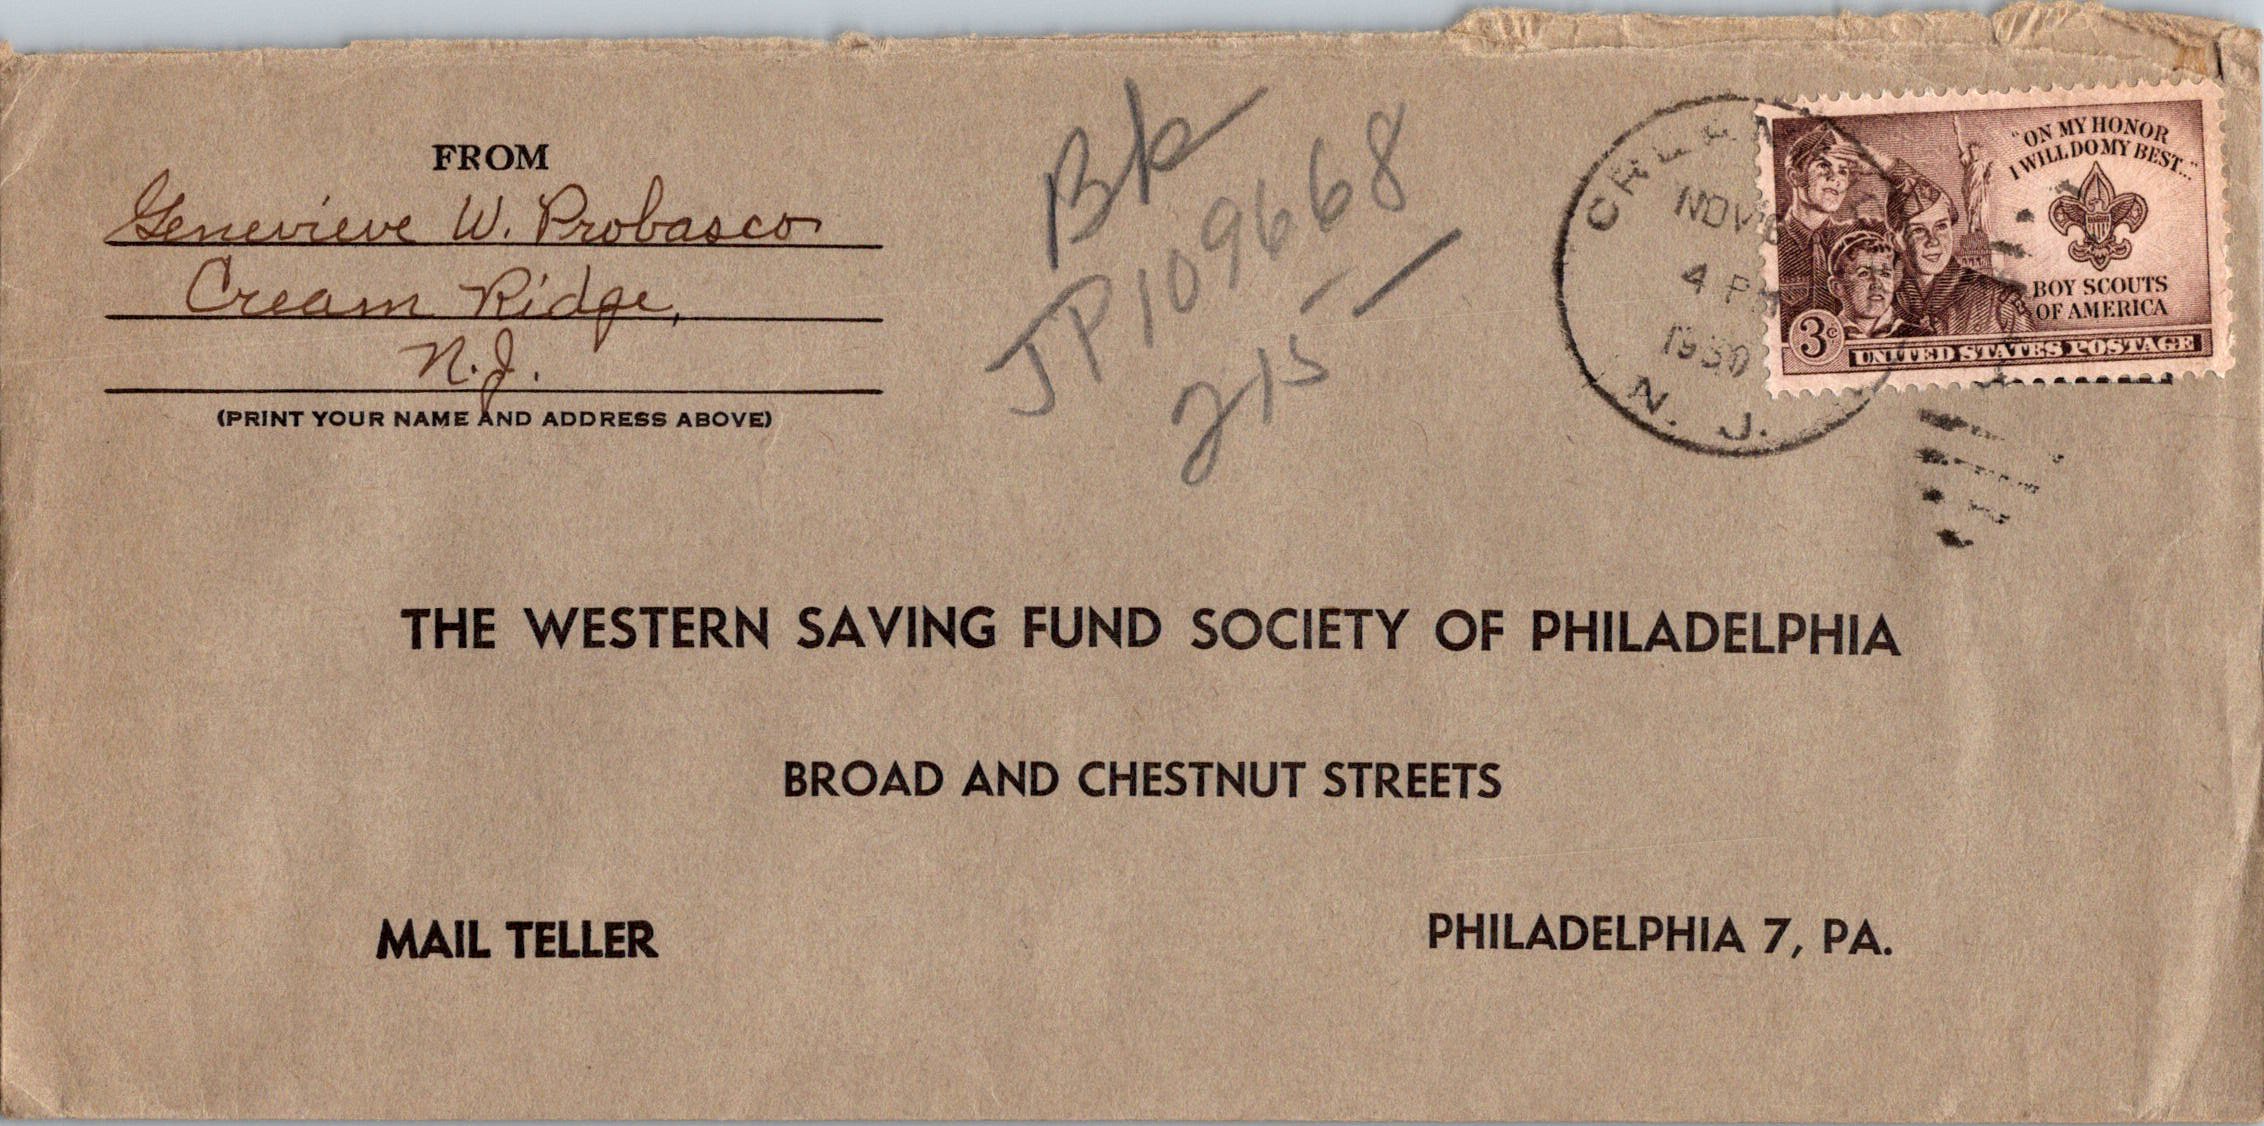 FROM
Genevieve W. Probasco
Cream Ridge,
N.J.
(PRINT YOUR NAME AND ADDRESS ABOVE)
Bk
JP109668
215 —
NOV
4 P
1950
N. J.
"ON MY HONOR
I WILL DO MY BEST..."
BOY SCOUTS
OF AMERICA
3¢
UNITED STATES POSTAGE
THE WESTERN SAVING FUND SOCIETY OF PHILADELPHIA
BROAD AND CHESTNUT STREETS
MAIL TELLER
PHILADELPHIA 7, PA.